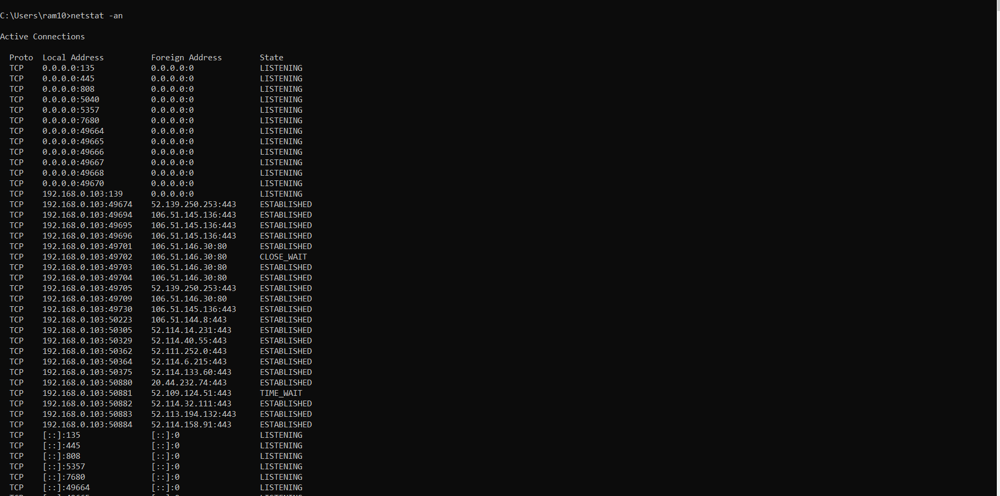 C:\Users\ram10>netstat -an
Active Connections
Proto  Local Address          Foreign Address        State
TCP    0.0.0.0:135            0.0.0.0:0              LISTENING
TCP    0.0.0.0:445            0.0.0.0:0              LISTENING
TCP    0.0.0.0:808            0.0.0.0:0              LISTENING
TCP    0.0.0.0:5040           0.0.0.0:0              LISTENING
TCP    0.0.0.0:5357           0.0.0.0:0              LISTENING
TCP    0.0.0.0:7680           0.0.0.0:0              LISTENING
TCP    0.0.0.0:49664          0.0.0.0:0              LISTENING
TCP    0.0.0.0:49665          0.0.0.0:0              LISTENING
TCP    0.0.0.0:49666          0.0.0.0:0              LISTENING
TCP    0.0.0.0:49667          0.0.0.0:0              LISTENING
TCP    0.0.0.0:49668          0.0.0.0:0              LISTENING
TCP    0.0.0.0:49670          0.0.0.0:0              LISTENING
TCP    192.168.0.103:139      0.0.0.0:0              LISTENING
TCP    192.168.0.103:49674    52.139.250.253:443     ESTABLISHED
TCP    192.168.0.103:49694    106.51.145.136:443     ESTABLISHED
TCP    192.168.0.103:49695    106.51.145.136:443     ESTABLISHED
TCP    192.168.0.103:49696    106.51.145.136:443     ESTABLISHED
TCP    192.168.0.103:49701    106.51.146.30:80       ESTABLISHED
TCP    192.168.0.103:49702    106.51.146.30:80       CLOSE_WAIT
TCP    192.168.0.103:49703    106.51.146.30:80       ESTABLISHED
TCP    192.168.0.103:49704    106.51.146.30:80       ESTABLISHED
TCP    192.168.0.103:49705    52.139.250.253:443     ESTABLISHED
TCP    192.168.0.103:49709    106.51.146.30:80       ESTABLISHED
TCP    192.168.0.103:49730    106.51.145.136:443     ESTABLISHED
TCP    192.168.0.103:50223    106.51.144.8:443       ESTABLISHED
TCP    192.168.0.103:50305    52.114.14.231:443      ESTABLISHED
TCP    192.168.0.103:50329    52.114.40.55:443       ESTABLISHED
TCP    192.168.0.103:50362    52.111.252.0:443       ESTABLISHED
TCP    192.168.0.103:50364    52.114.6.215:443       ESTABLISHED
TCP    192.168.0.103:50375    52.114.133.60:443      ESTABLISHED
TCP    192.168.0.103:50880    20.44.232.74:443       ESTABLISHED
TCP    192.168.0.103:50881    52.109.124.51:443      TIME_WAIT
TCP    192.168.0.103:50882    52.114.32.111:443      ESTABLISHED
TCP    192.168.0.103:50883    52.113.194.132:443     ESTABLISHED
TCP    192.168.0.103:50884    52.114.158.91:443      ESTABLISHED
TCP    [::]:135               [::]:0                 LISTENING
TCP    [::]:445               [::]:0                 LISTENING
TCP    [::]:808               [::]:0                 LISTENING
TCP    [::]:5357              [::]:0                 LISTENING
TCP    [::]:7680              [::]:0                 LISTENING
TCP    [::]:49664             [::]:0                 LISTENING